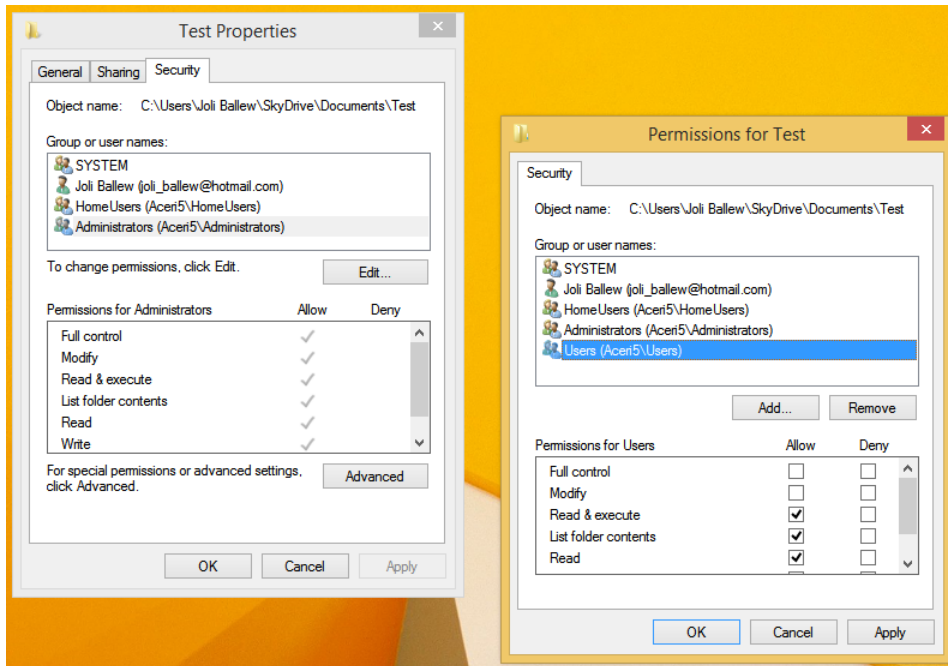 Test Properties
General Sharing Security
Object name: C:\Users\Joli Ballew\SkyDrive\Documents\Test
Group or user names:
SYSTEM
Joli Ballew (joli_ballew@hotmail.com)
HomeUsers (Aceri5\HomeUsers)
Administrators (Aceri5\Administrators)
To change permissions, click Edit.
Edit...
Permissions for Administrators Allow Deny
Full control
Modify
Read & execute
List folder contents
Read
Write
For special permissions or advanced settings,
click Advanced.
Advanced
OK Cancel Apply
Permissions for Test
Security
Object name: C:\Users\Joli Ballew\SkyDrive\Documents\Test
Group or user names:
SYSTEM
Joli Ballew (joli_ballew@hotmail.com)
HomeUsers (Aceri5\HomeUsers)
Administrators (Aceri5\Administrators)
Users (Aceri5\Users)
Add... Remove
Permissions for Users Allow Deny
Full control
Modify
Read & execute
List folder contents
Read
OK Cancel Apply